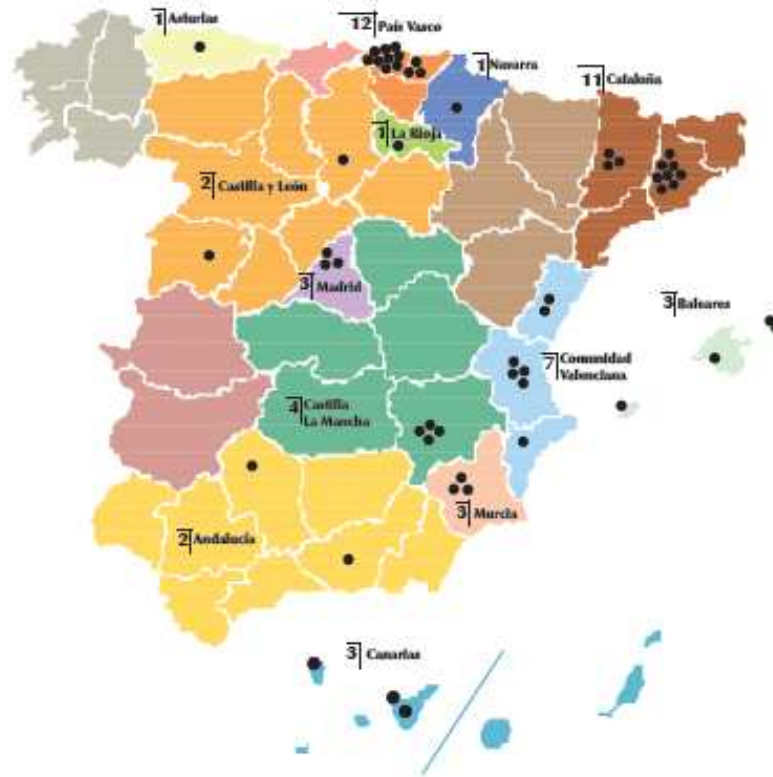 1 Asturias
12 País Vasco
1 Navarra
11 Cataluña
1 La Rioja
2 Castilla y León
3 Madrid
3 Baleares
7 Comunidad
Valenciana
4 Castilla
La Mancha
3 Murcia
2 Andalucía
3 Canarias